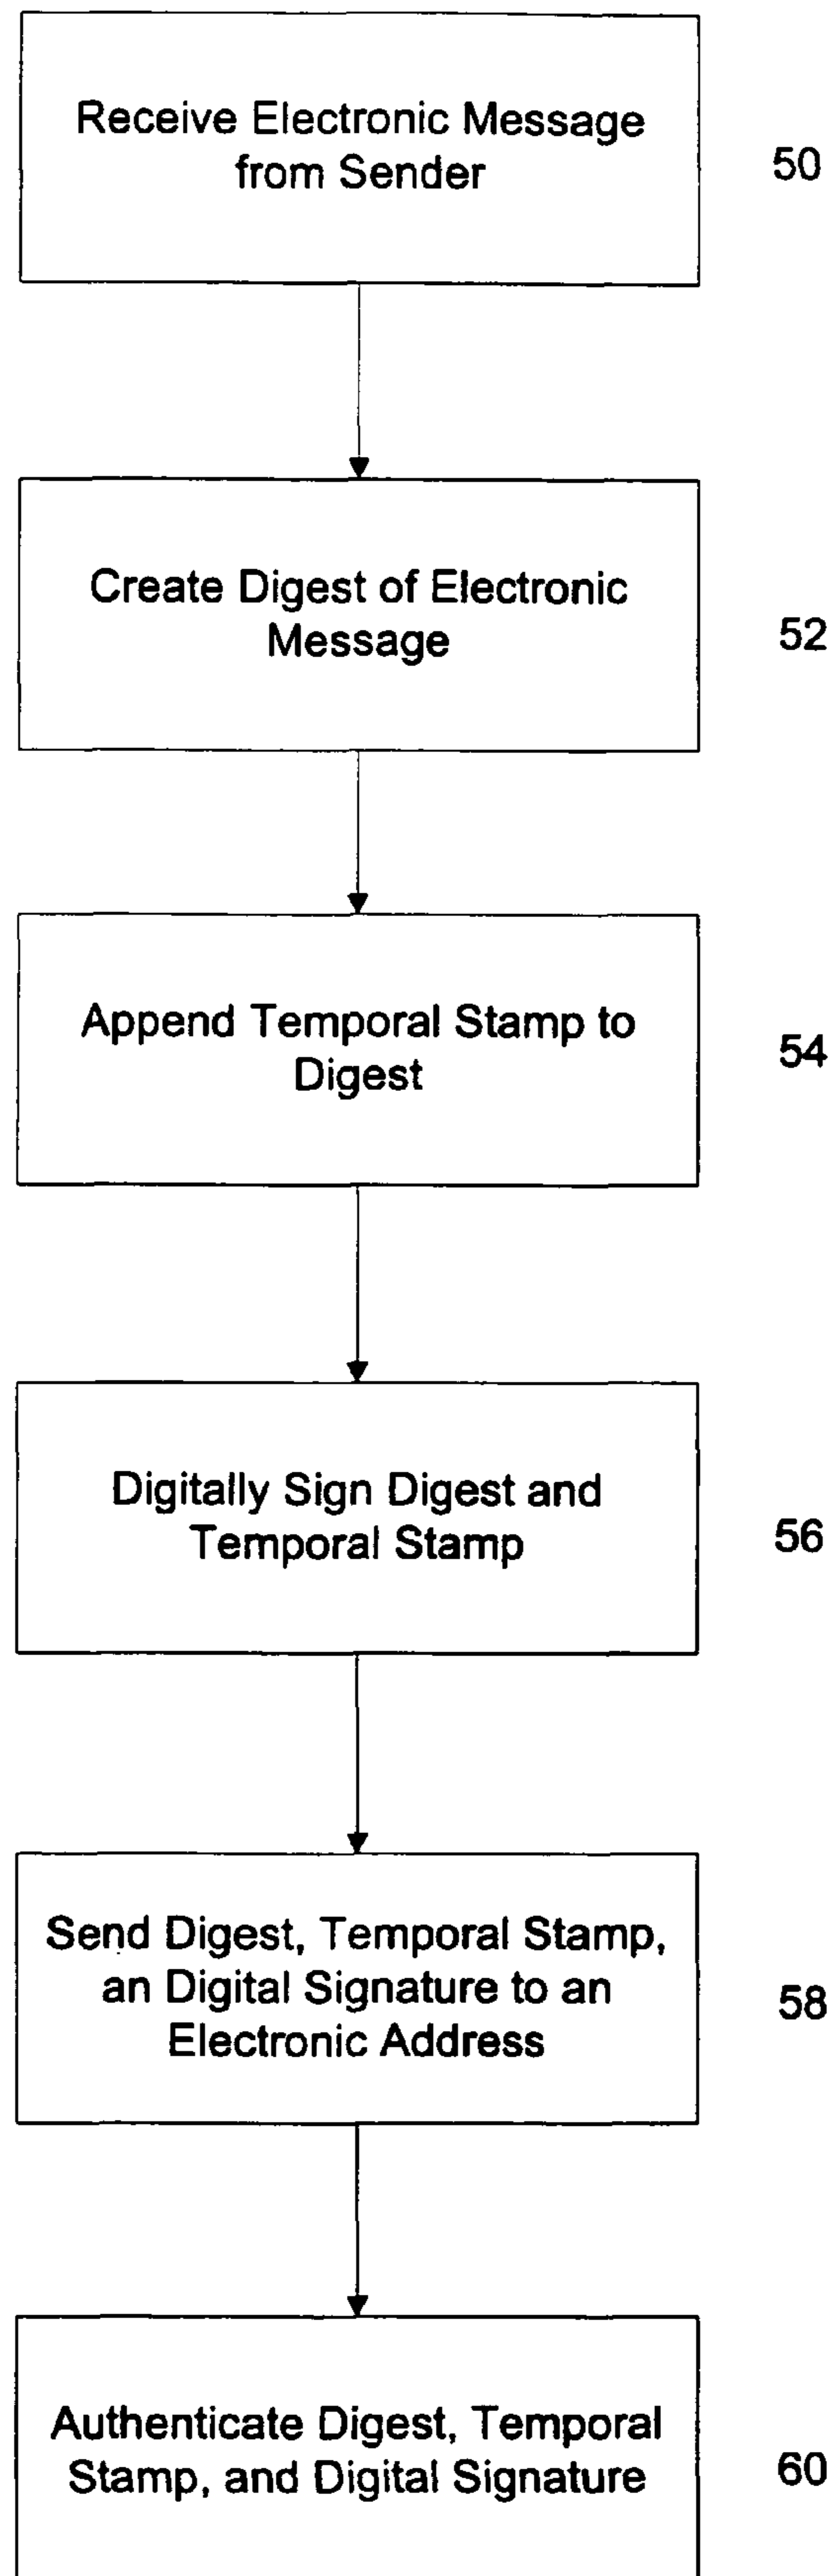 Receive Electronic Message
from Sender
50
Create Digest of Electronic
Message
52
Append Temporal Stamp to
Digest
54
Digitally Sign Digest and
Temporal Stamp
56
Send Digest, Temporal Stamp,
an Digital Signature to an
Electronic Address
58
Authenticate Digest, Temporal
Stamp, and Digital Signature
60